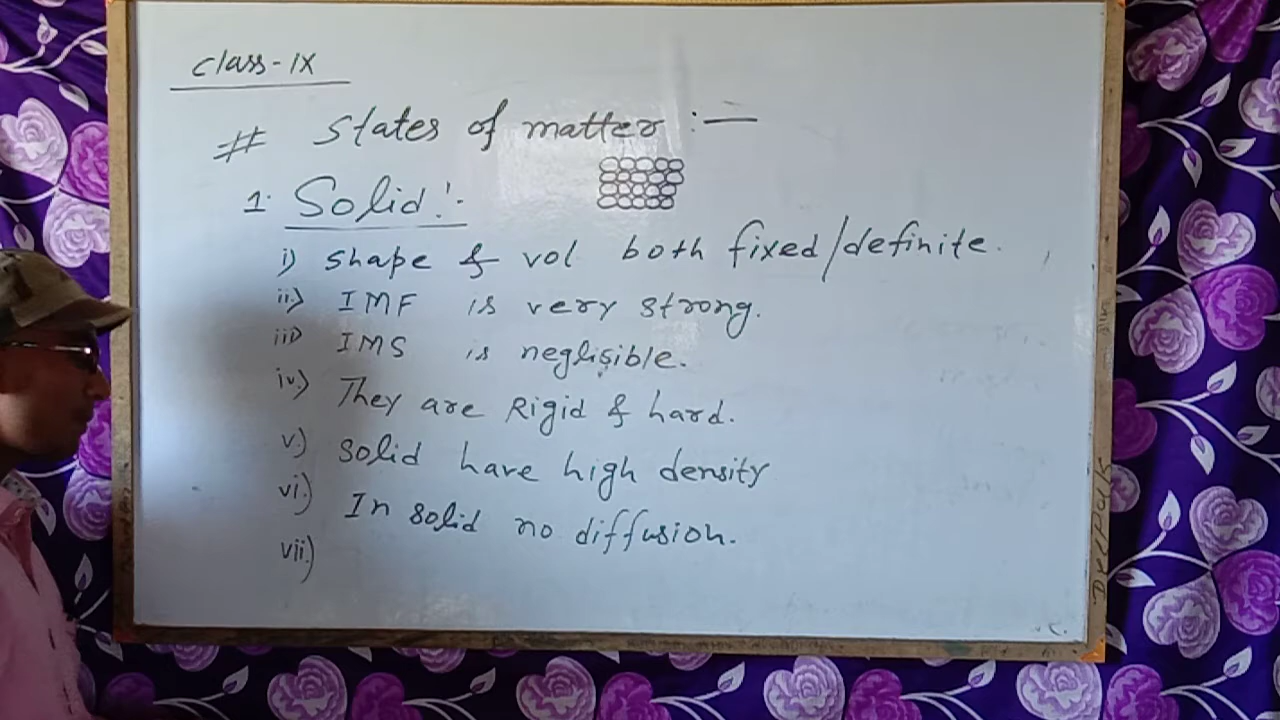 class-IX
# States of matter :—
1. Solid :-
i) shape & vol both fixed/definite.
ii) IMF is very strong.
iii) IMS is negligible.
iv.) They are Rigid & hard.
v.) Solid have high density
vi.) In solid no diffusion.
vii.)